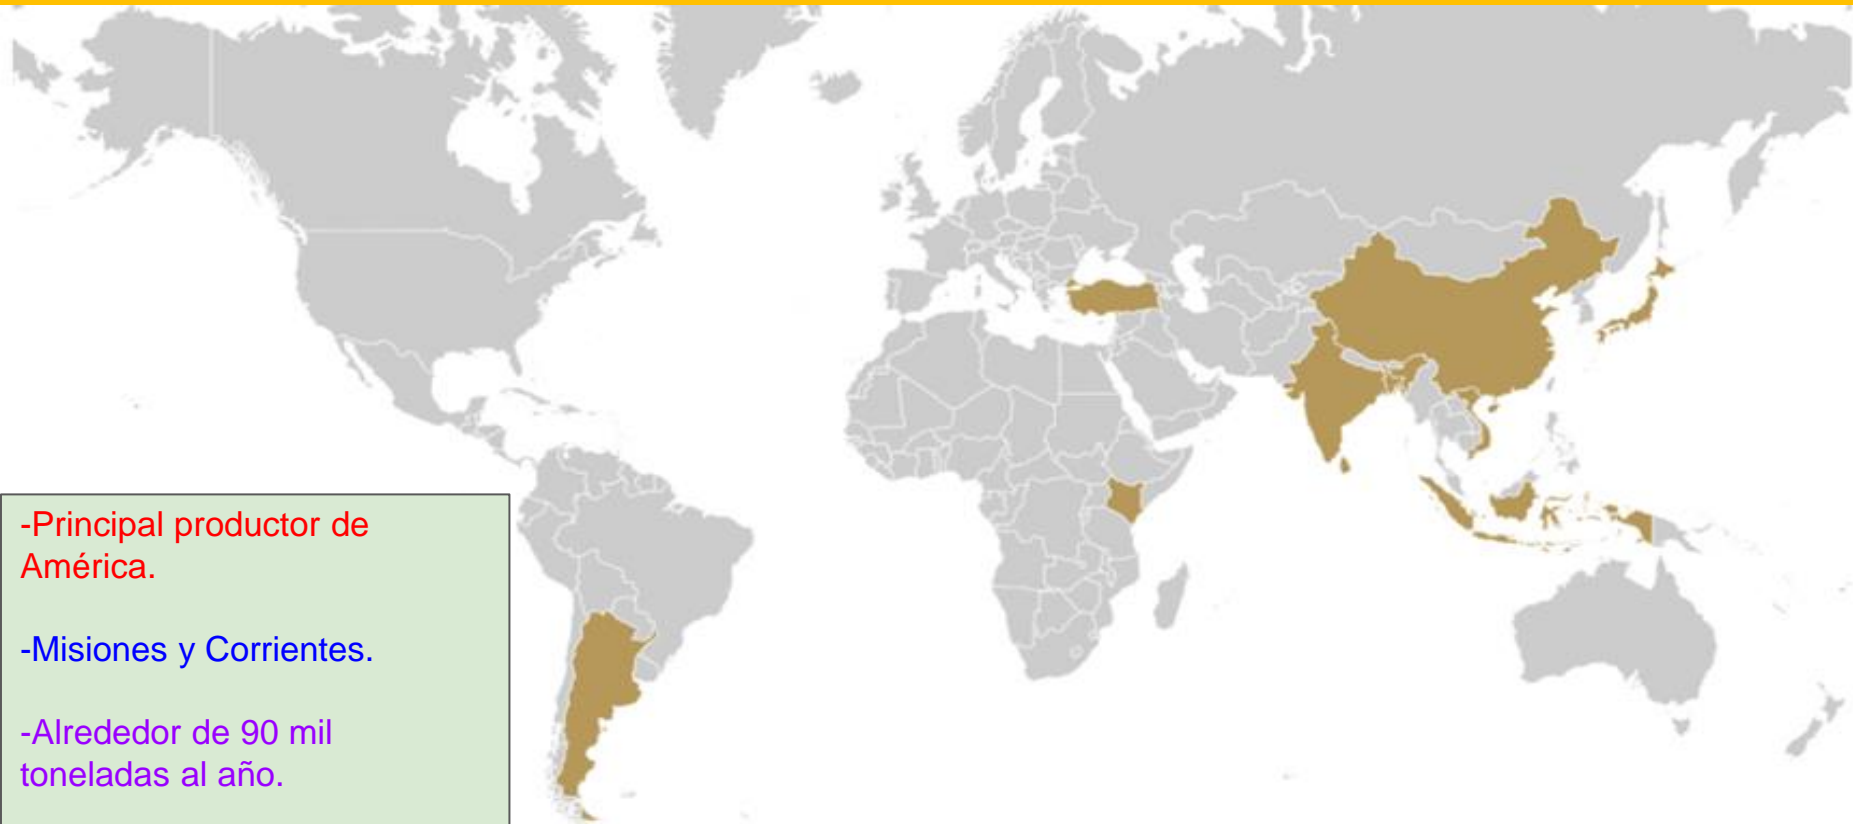 -Principal productor de
América.
-Misiones y Corrientes.
-Alrededor de 90 mil
toneladas al año.